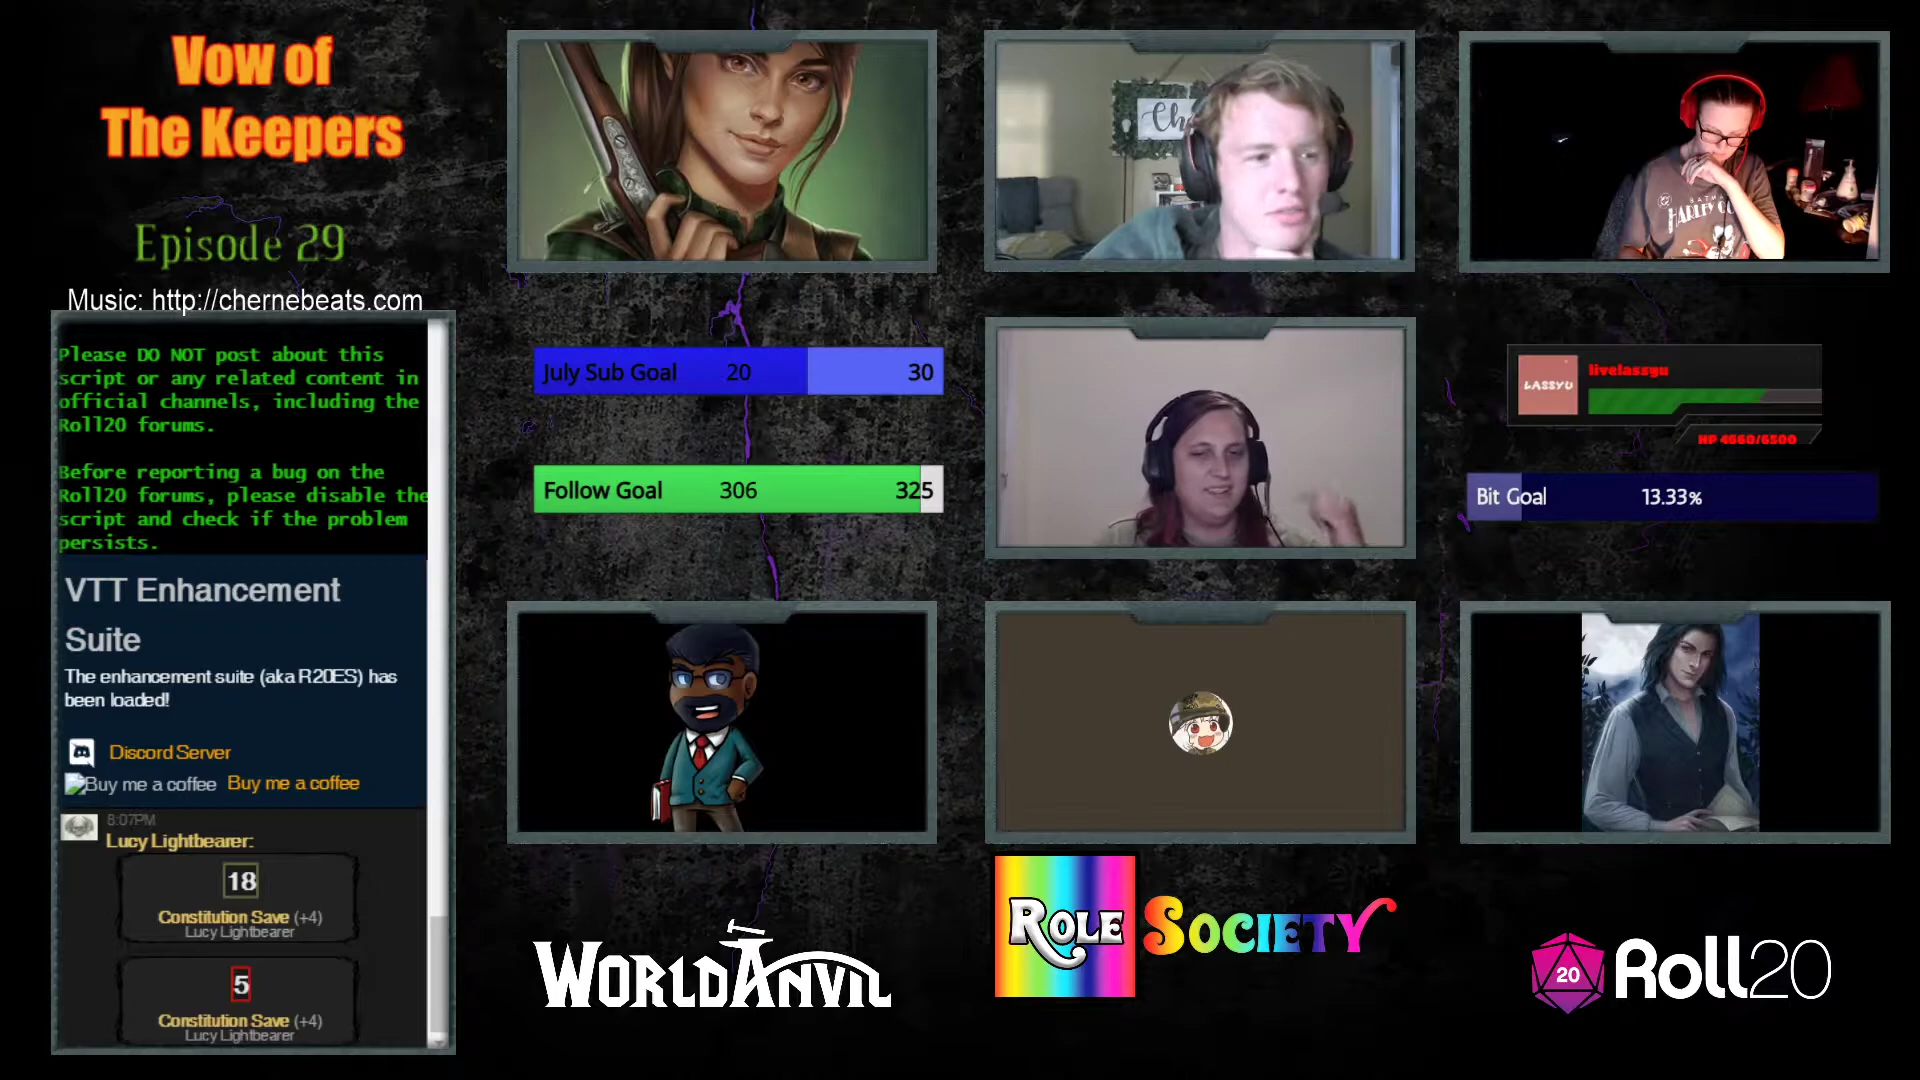 Vow of
The Keepers
Episode 29
Music: http://chernebeats.com
Please DO NOT post about this
script or any related content in
official channels, including the
Roll20 forums.
Before reporting a bug on the
Roll20 forums, please disable the
script and check if the problem
persists.
VTT Enhancement
Suite
The enhancement suite (aka R20ES) has
been loaded!
Discord Server
Buy me a coffee Buy me a coffee
8:07PM
Lucy Lightbearer:
18
Constitution Save (+4)
Lucy Lightbearer
5
Constitution Save (+4)
Lucy Lightbearer
July Sub Goal 20 30
Follow Goal 306 325
LASSYU
livelassyu
HP 4660/6500
Bit Goal 13.33%
WORLDANVIL
ROLE SOCIETY
20 Roll20